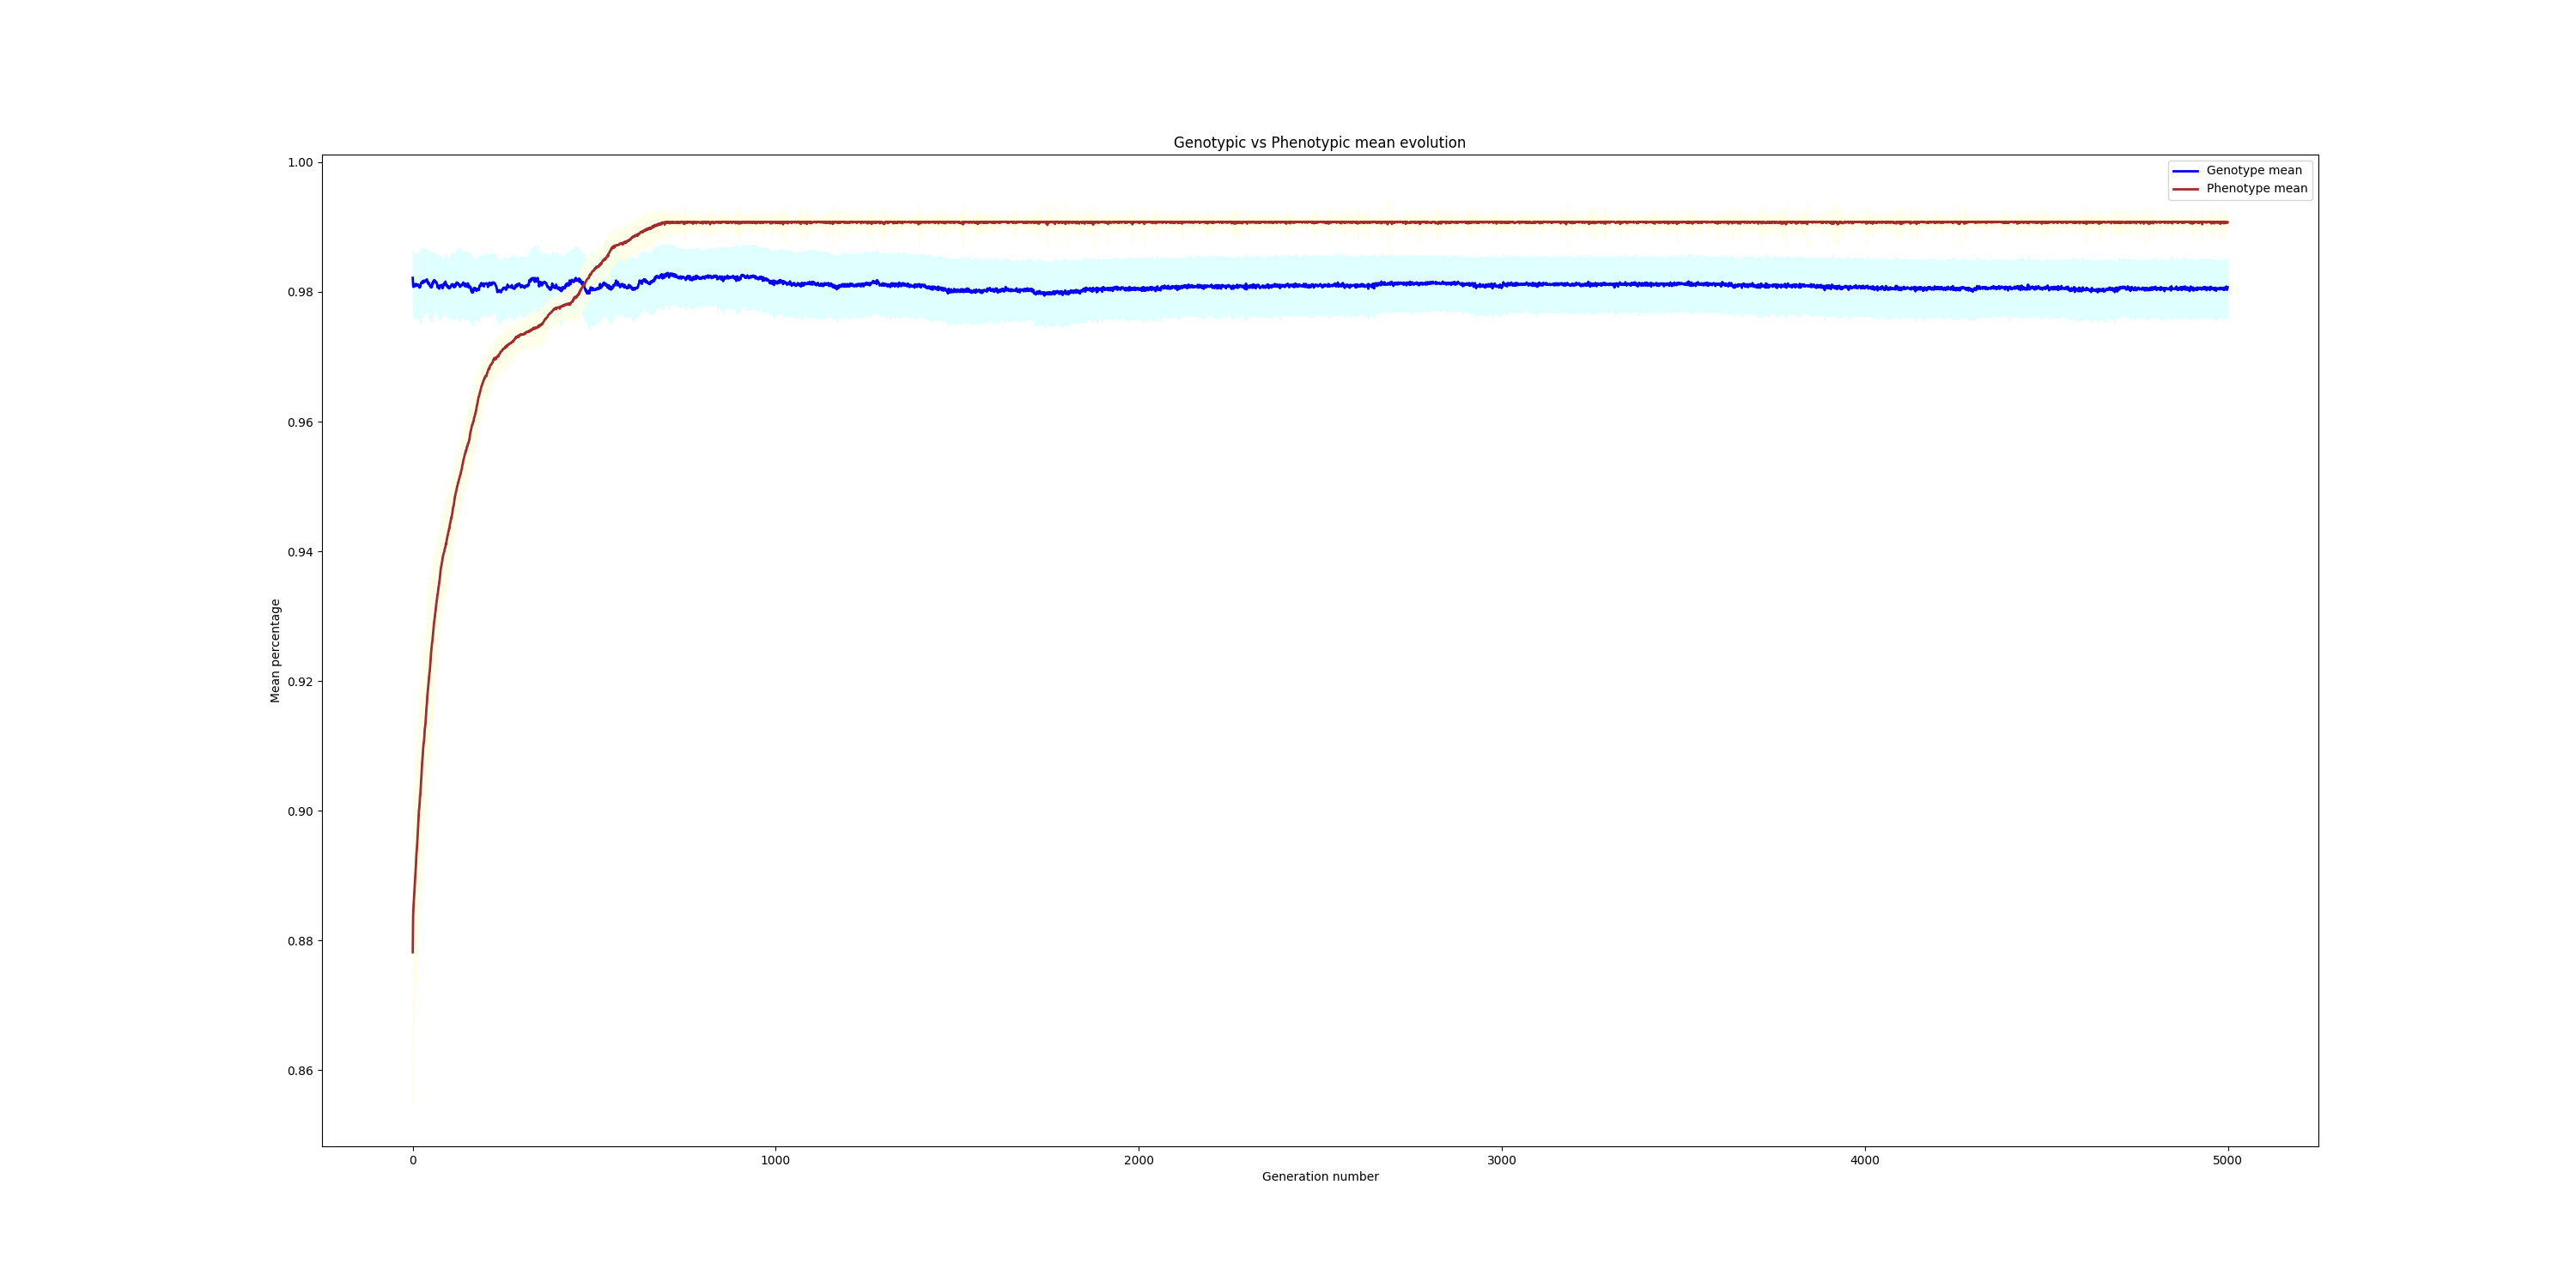 Genotypic vs Phenotypic mean evolution
Genotype mean
Phenotype mean
1.00
0.98
0.96
0.94
0.92
0.90
0.88
0.86
Mean percentage
0 1000 2000 3000 4000 5000
Generation number